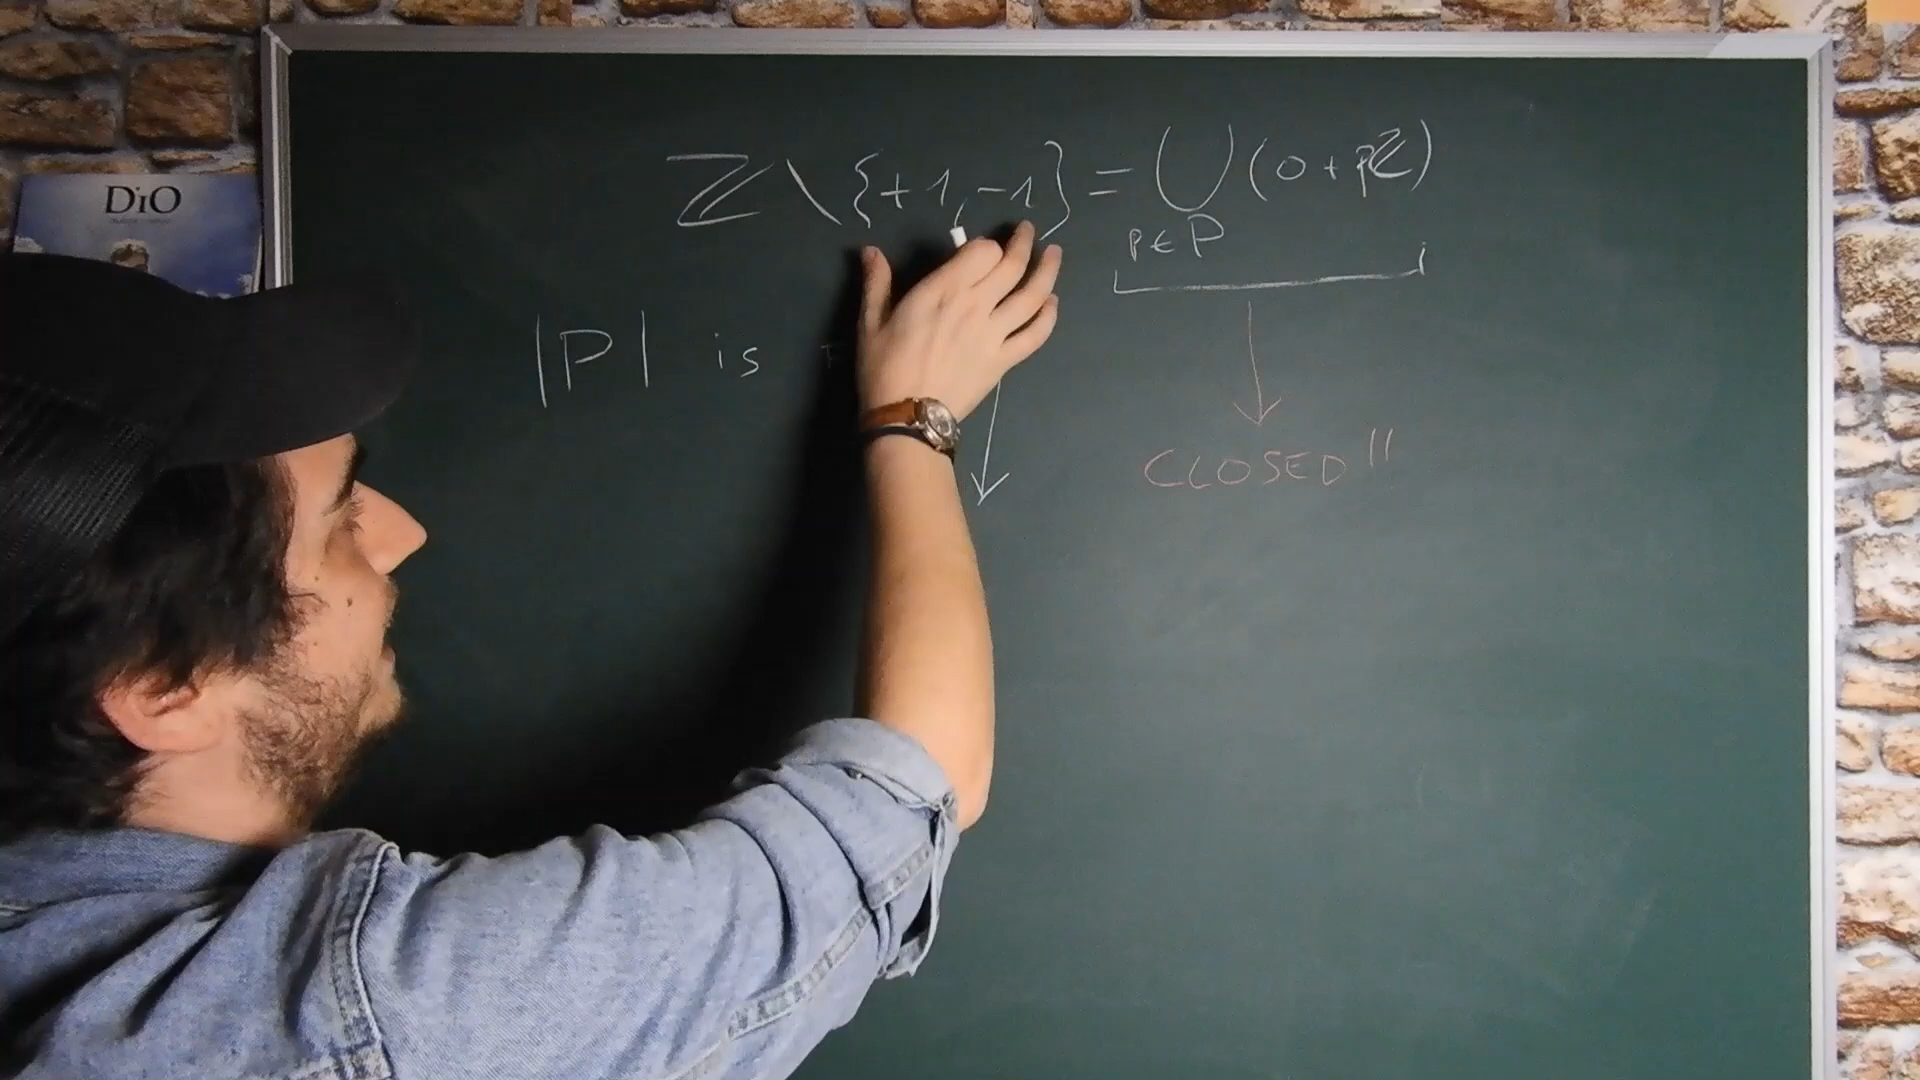 DiO
ℤ \ {+1, -1} = ⋃ (0 + pℤ)
p ∈ P
|P| is
CLOSED !!